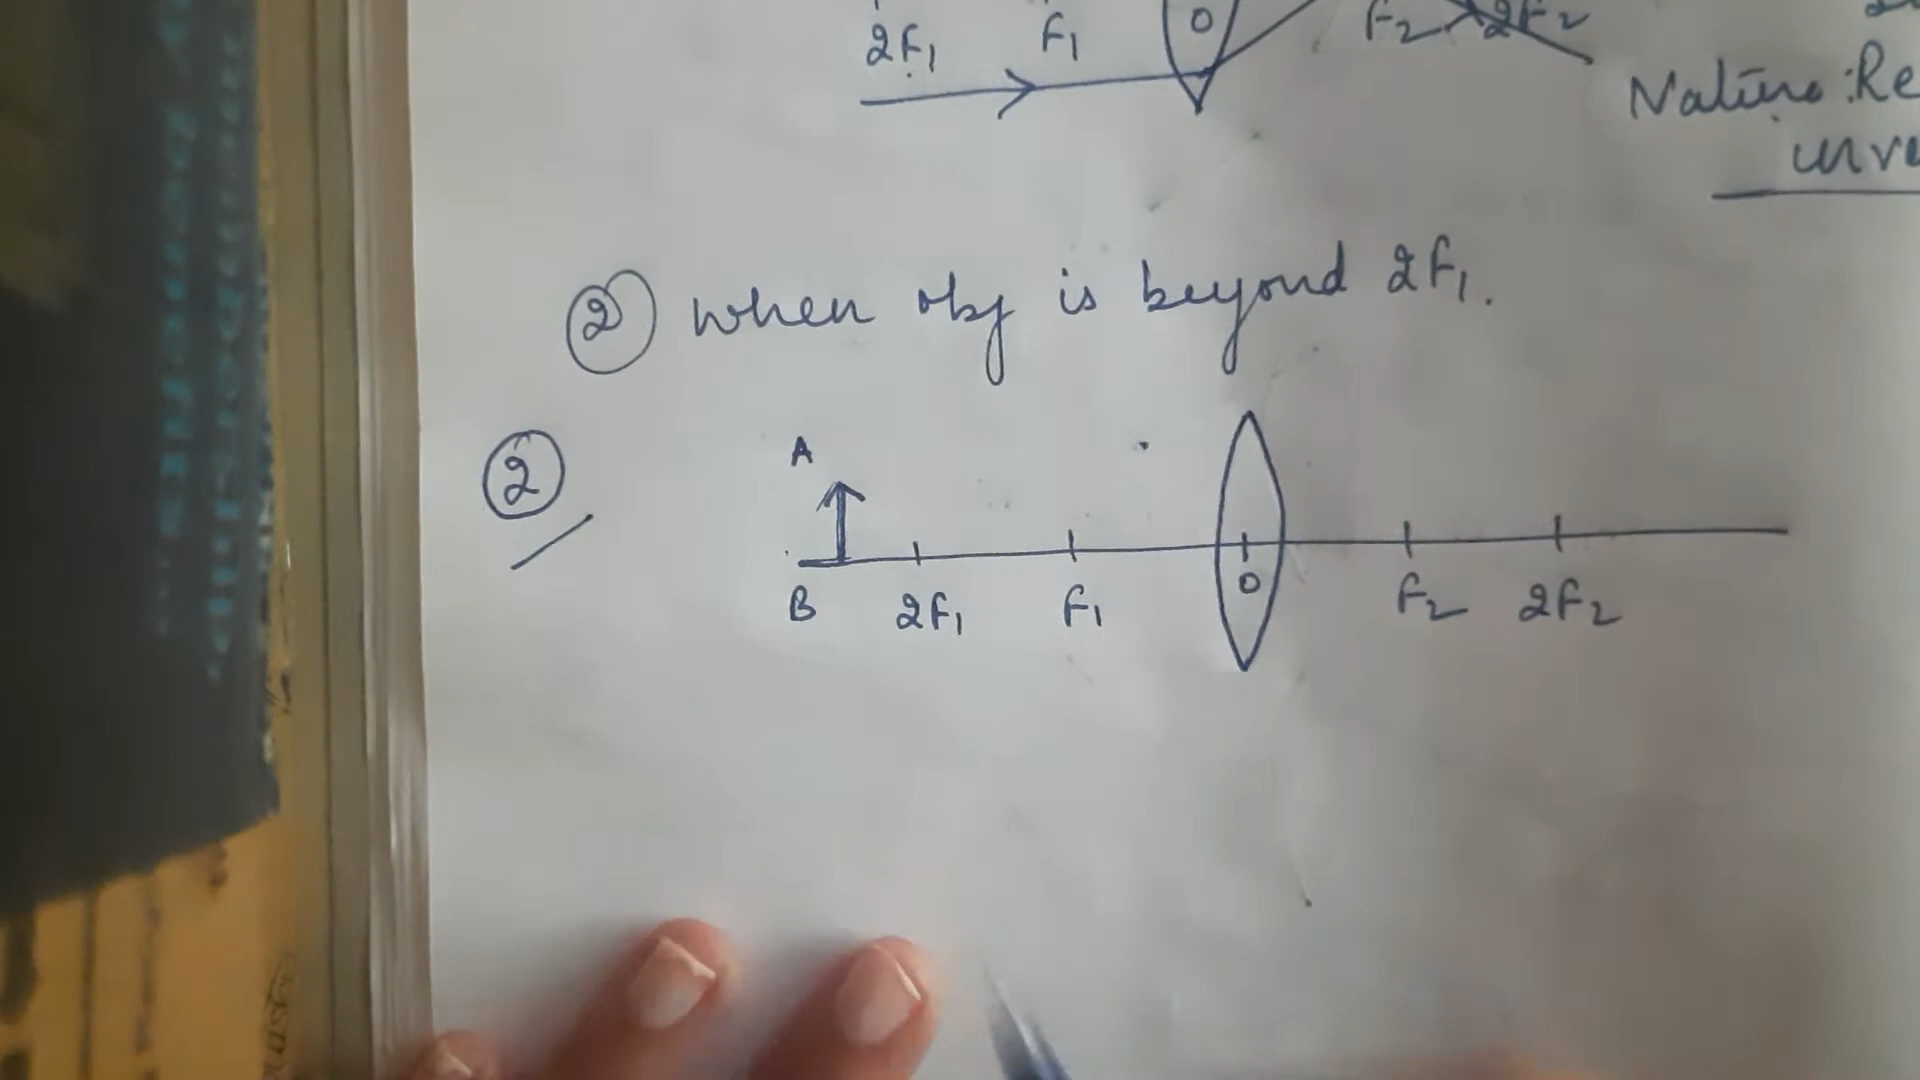 2F₁ F₁ O F₂ 2F₂
Nature: Re
inve
② when obj is beyond 2F₁.
②
A
B 2F₁ F₁ O F₂ 2F₂